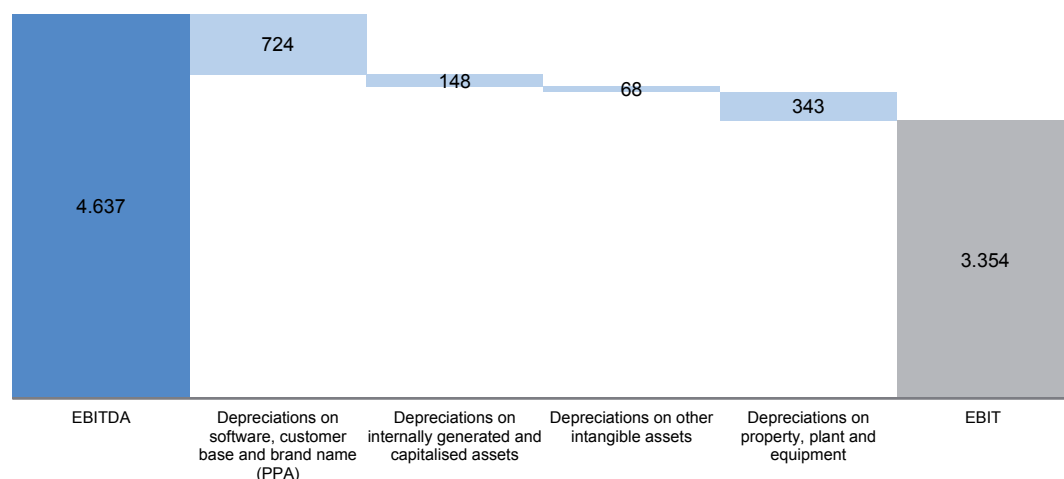 724
148
68
343
4.637
3.354
EBITDA
Depreciations on
software, customer
base and brand name
(PPA)
Depreciations on
internally generated and
capitalised assets
Depreciations on other
intangible assets
Depreciations on
property, plant and
equipment
EBIT